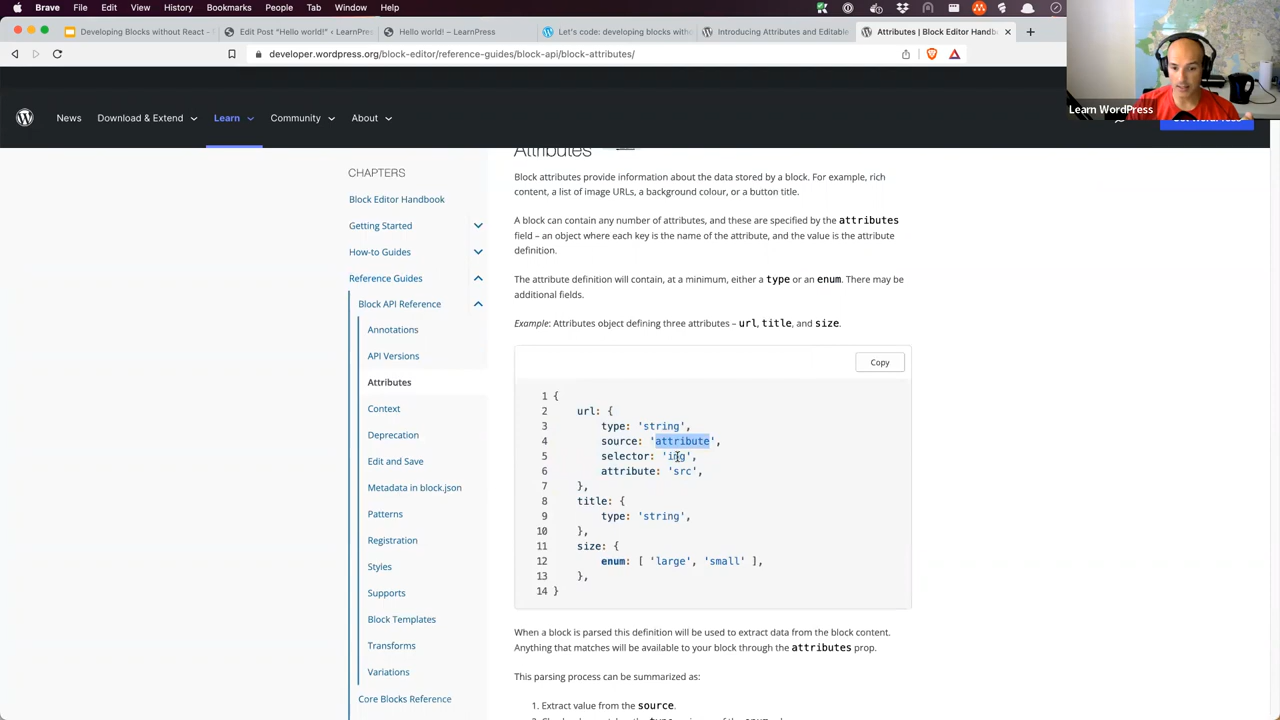 Brave File Edit View History Bookmarks People Tab Window Help
Developing Blocks without React -
Edit Post "Hello world!" ‹ LearnPres
Hello world! – LearnPress
Let's code: developing blocks with
Introducing Attributes and Editable
Attributes | Block Editor Handb
developer.wordpress.org/block-editor/reference-guides/block-api/block-attributes/
Learn WordPress
News Download & Extend Learn Community About
Attributes
CHAPTERS
Block Editor Handbook
Getting Started
How-to Guides
Reference Guides
Block API Reference
Annotations
API Versions
Attributes
Context
Deprecation
Edit and Save
Metadata in block.json
Patterns
Registration
Styles
Supports
Block Templates
Transforms
Variations
Core Blocks Reference
Block attributes provide information about the data stored by a block. For example, rich
content, a list of image URLs, a background colour, or a button title.
A block can contain any number of attributes, and these are specified by the attributes
field – an object where each key is the name of the attribute, and the value is the attribute
definition.
The attribute definition will contain, at a minimum, either a type or an enum. There may be
additional fields.
Example: Attributes object defining three attributes – url, title, and size.
Copy
1 {
2 url: {
3 type: 'string',
4 source: 'attribute',
5 selector: 'img',
6 attribute: 'src',
7 },
8 title: {
9 type: 'string',
10 },
11 size: {
12 enum: [ 'large', 'small' ],
13 },
14 }
When a block is parsed this definition will be used to extract data from the block content.
Anything that matches will be available to your block through the attributes prop.
This parsing process can be summarized as:
1. Extract value from the source.